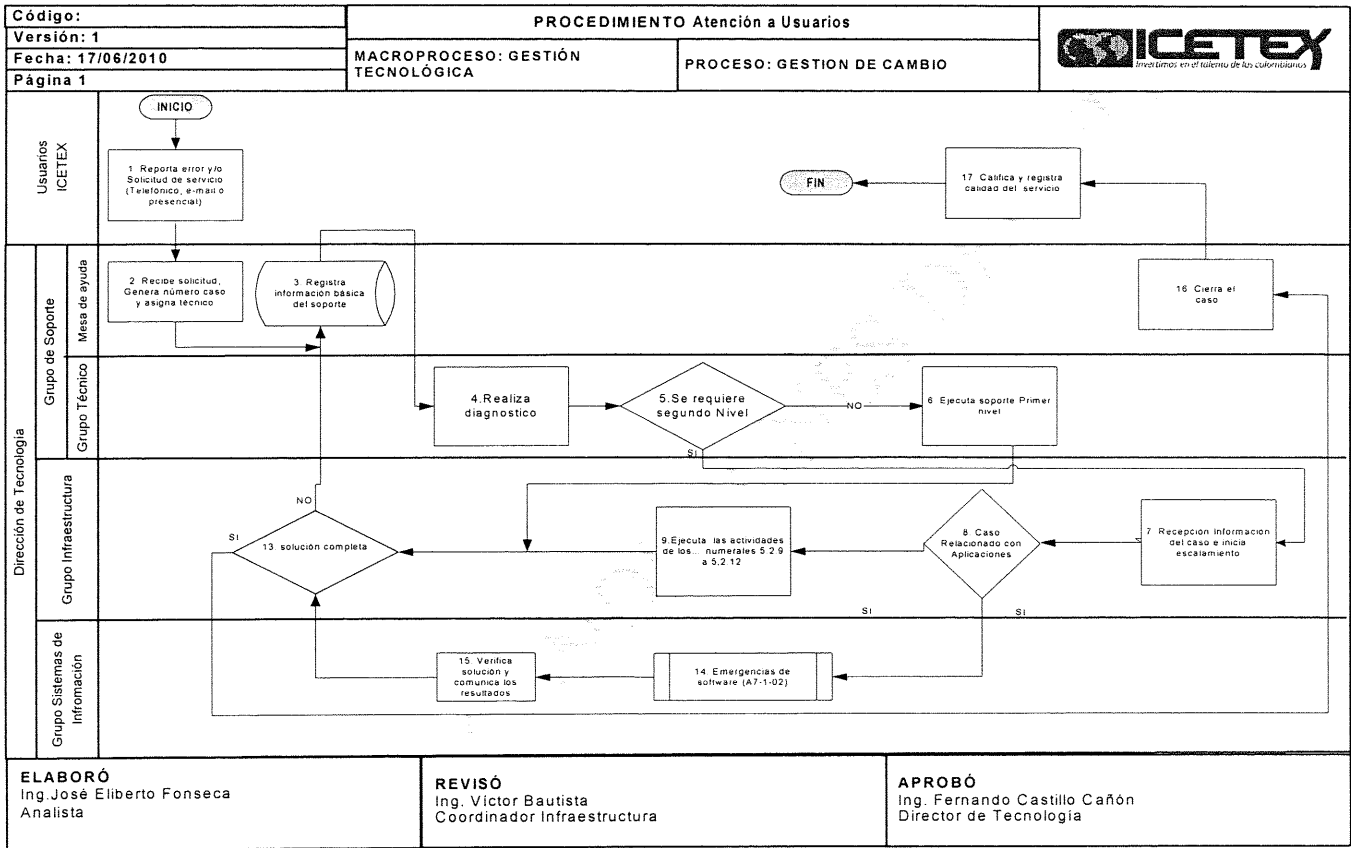 Código:
Versión: 1
Fecha: 17/06/2010
Página 1
PROCEDIMIENTO Atención a Usuarios
MACROPROCESO: GESTIÓN
TECNOLÓGICA
PROCESO: GESTION DE CAMBIO
ICETEX
Invertimos en el talento de los colombianos
Usuarios
ICETEX
INICIO
1 Reporta error y/o
Solicitud de servicio
(Telefónico, e-mail o
presencial)
FIN
17 Califica y registra
calidad del servicio
Dirección de Tecnología
Grupo de Soporte
Mesa de ayuda
2 Recibe solicitud,
Genera número caso
y asigna técnico
3. Registra
información básica
del soporte
16 Cierra el
caso
Grupo Técnico
4.Realiza
diagnostico
5.Se requiere
segundo Nivel
NO
SI
6 Ejecuta soporte Primer
nivel
Grupo Infraestructura
NO
SI
13. solución completa
9.Ejecuta las actividades
de los... numerales 5.2.9
a 5.2.12
8 Caso
Relacionado con
Aplicaciones
7 Recepción Información
del caso e inicia
escalamiento
SI
SI
Grupo Sistemas de
Infromación
15. Verifica
solución y
comunica los
resultados
14. Emergencias de
software (A7-1-02)
ELABORÓ
Ing.José Eliberto Fonseca
Analista
REVISÓ
Ing. Víctor Bautista
Coordinador Infraestructura
APROBÓ
Ing. Fernando Castillo Cañón
Director de Tecnología